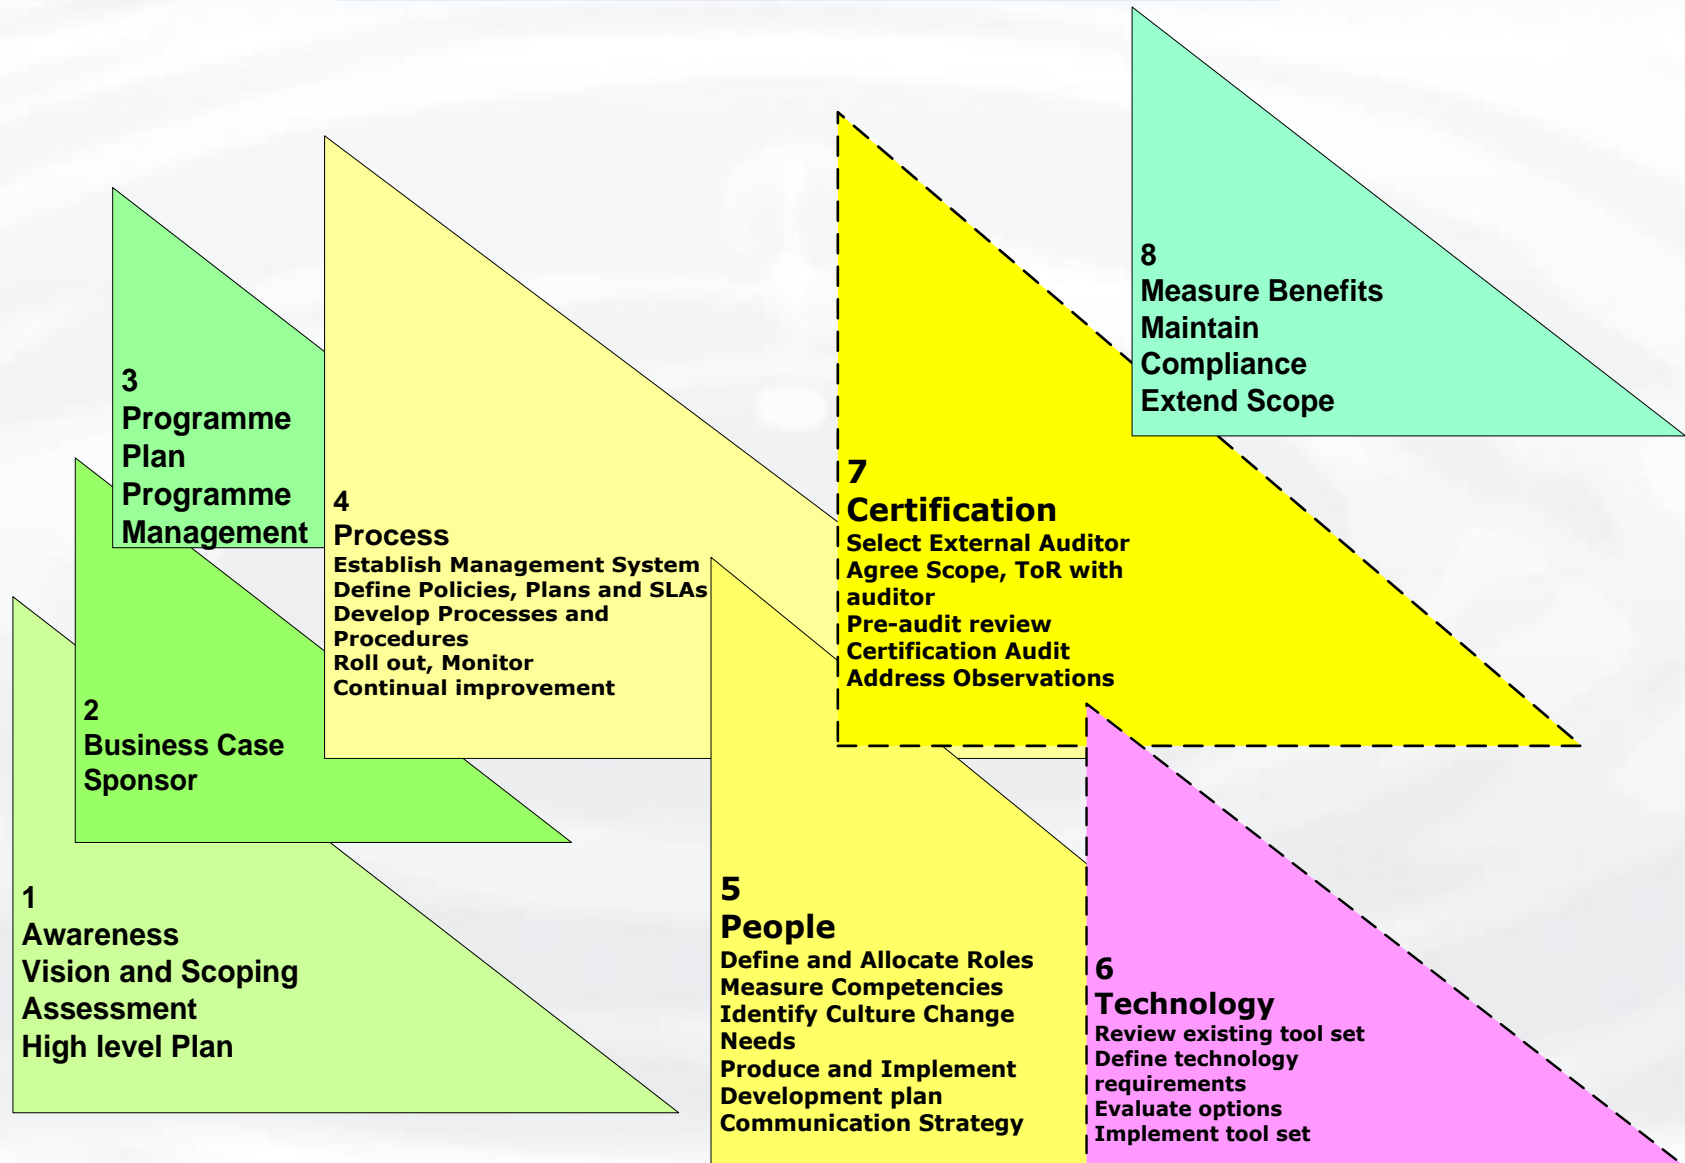 1
Awareness
Vision and Scoping
Assessment
High level Plan
2
Business Case
Sponsor
3
Programme
Plan
Programme
Management
4
Process
Establish Management System
Define Policies, Plans and SLAs
Develop Processes and
Procedures
Roll out, Monitor
Continual improvement
5
People
Define and Allocate Roles
Measure Competencies
Identify Culture Change
Needs
Produce and Implement
Development plan
Communication Strategy
6
Technology
Review existing tool set
Define technology
requirements
Evaluate options
Implement tool set
7
Certification
Select External Auditor
Agree Scope, ToR with
auditor
Pre-audit review
Certification Audit
Address Observations
8
Measure Benefits
Maintain
Compliance
Extend Scope